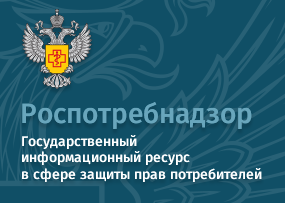 Роспотребнадзор
Государственный
информационный ресурс
в сфере защиты прав потребителей